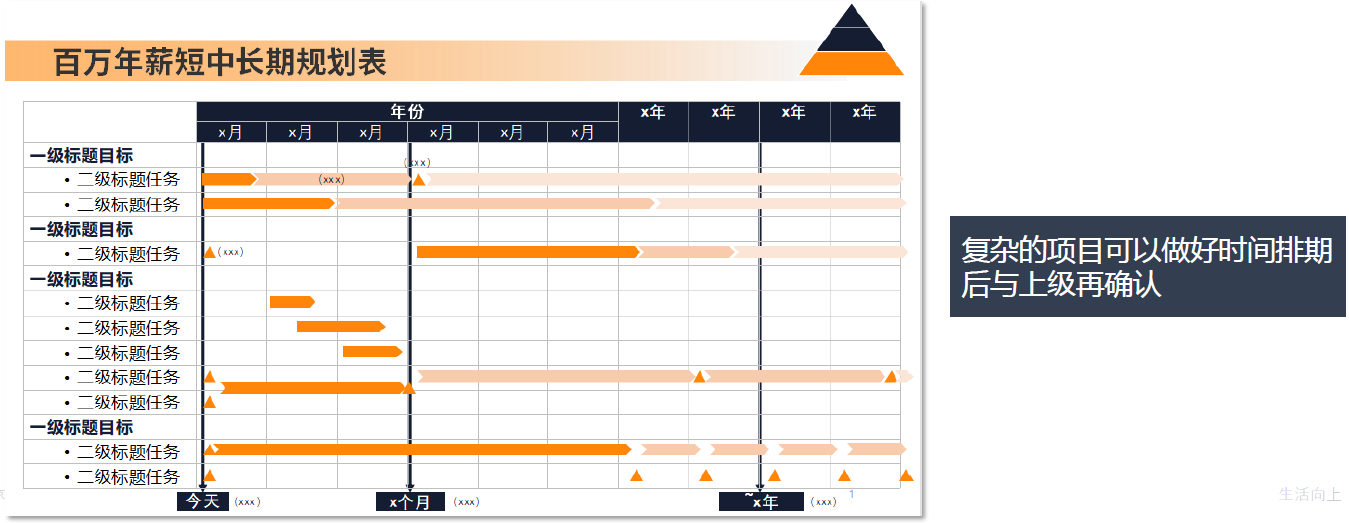 百万年薪短中长期规划表
年份 x年 x年 x年 x年
x月 x月 x月 x月 x月 x月
一级标题目标
(xxx)
• 二级标题任务 (xxx)
• 二级标题任务
一级标题目标
• 二级标题任务 (xxx)
一级标题目标
• 二级标题任务
• 二级标题任务
• 二级标题任务
• 二级标题任务
• 二级标题任务
一级标题目标
• 二级标题任务
• 二级标题任务
今天 (xxx) x个月 (xxx) ~x年 (xxx) 1
复杂的项目可以做好时间排期
后与上级再确认
生活向上